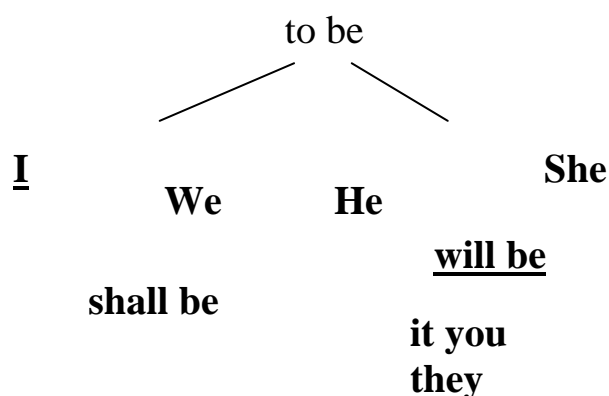 to be
I
She
We
He
will be
shall be
it you
they